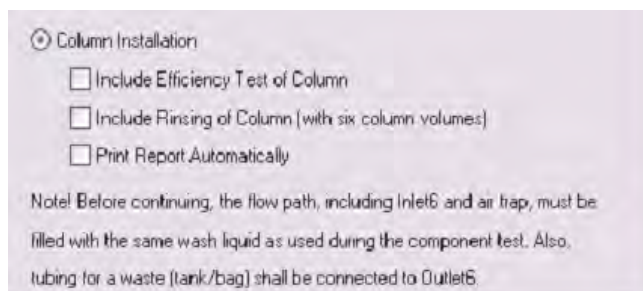 Column Installation
Include Efficiency Test of Column
Include Rinsing of Column (with six column volumes)
Print Report Automatically
Note! Before continuing, the flow path, including Inlet6 and air trap, must be
filled with the same wash liquid as used during the component test. Also,
tubing for a waste (tank/bag) shall be connected to Outlet6.